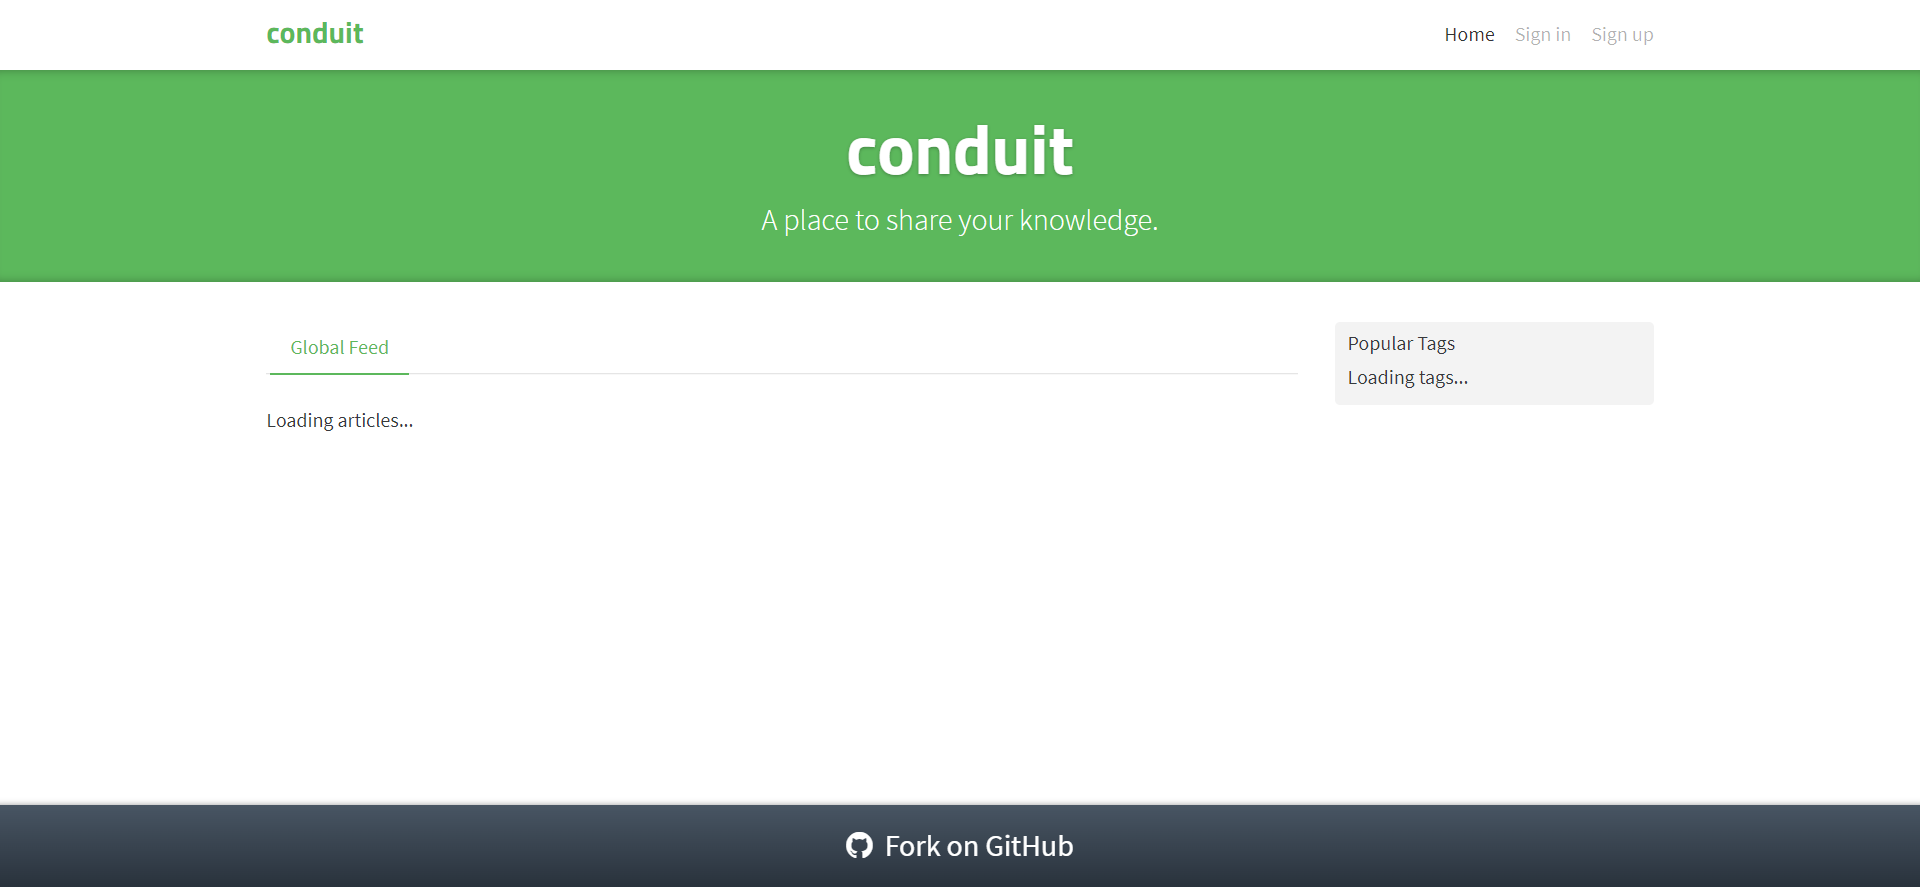 conduit
Home Sign in Sign up
conduit
A place to share your knowledge.
Global Feed
Loading articles...
Popular Tags
Loading tags...
Fork on GitHub